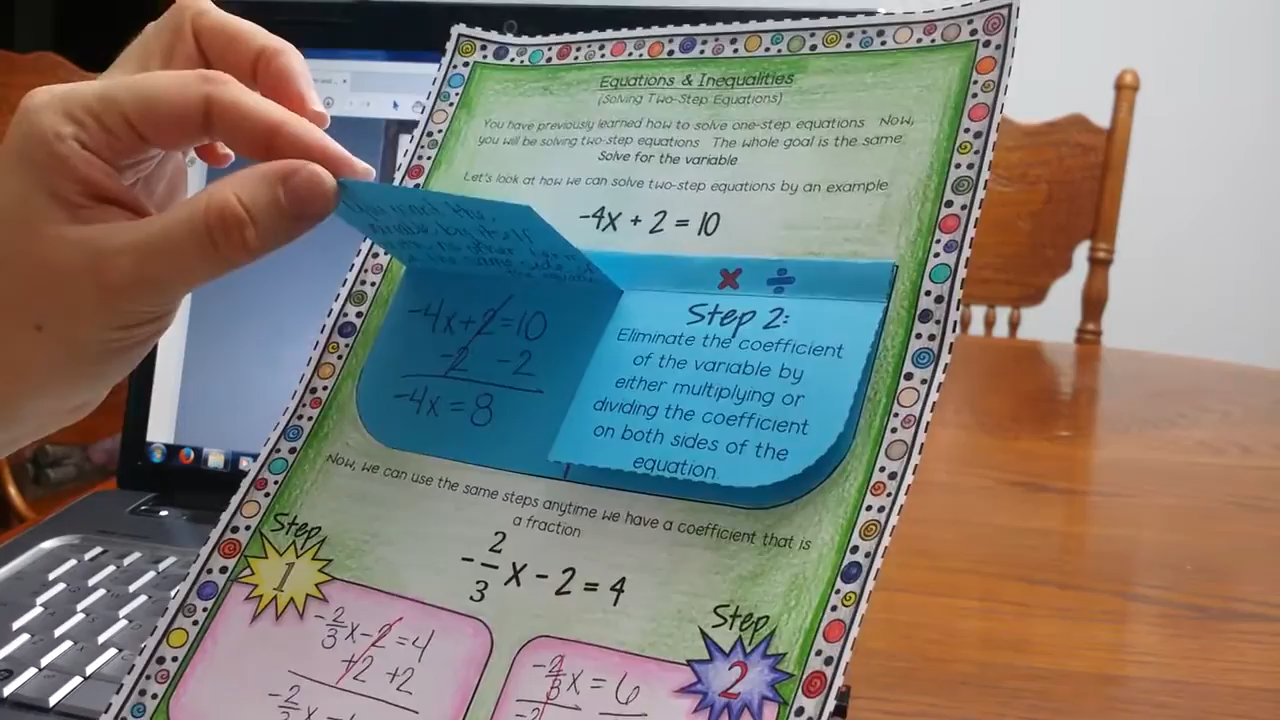 Equations & Inequalities
(Solving Two-Step Equations)
You have previously learned how to solve one-step equations Now,
you will be solving two-step equations The whole goal is the same
Solve for the variable
Let's look at how we can solve two-step equations by an example
-4x + 2 = 10
-4x+2=10
-2 -2
-4x = 8
× ÷
Step 2:
Eliminate the coefficient
of the variable by
either multiplying or
dividing the coefficient
on both sides of the
equation.
Now, we can use the same steps anytime we have a coefficient that is
a fraction
-2/3 x - 2 = 4
Step
1
-2/3 x - 2 = 4
+2 +2
Step
2
-2/3 x = 6